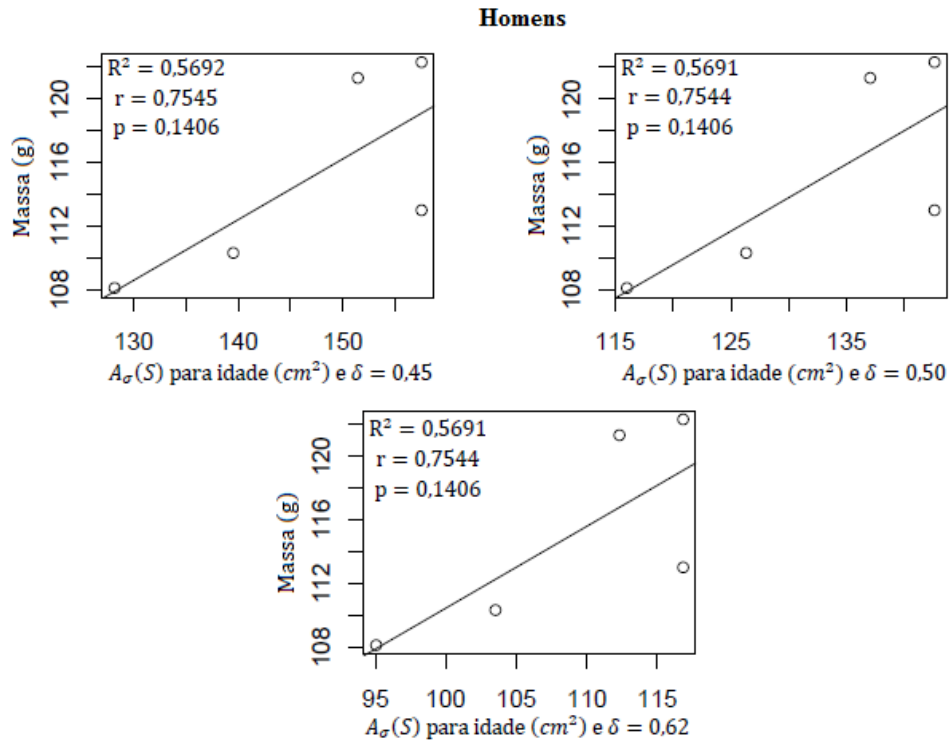 Homens
R² = 0,5692
r = 0,7545
p = 0,1406
Massa (g)
120
116
112
108
130 140 150
A_σ(S) para idade (cm²) e δ = 0,45
R² = 0,5691
r = 0,7544
p = 0,1406
Massa (g)
120
116
112
108
115 125 135
A_σ(S) para idade (cm²) e δ = 0,50
R² = 0,5691
r = 0,7544
p = 0,1406
Massa (g)
120
116
112
108
95 100 105 110 115
A_σ(S) para idade (cm²) e δ = 0,62